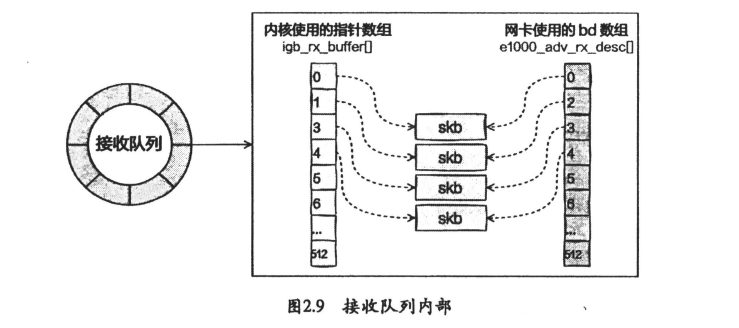 内核使用的指针数组
igb_rx_buffer[]
网卡使用的 bd 数组
e1000_adv_rx_desc[]
接收队列
0
1
3
4
5
6
...
512
skb
skb
skb
skb
0
2
3
4
5
6
...
512
图2.9 接收队列内部